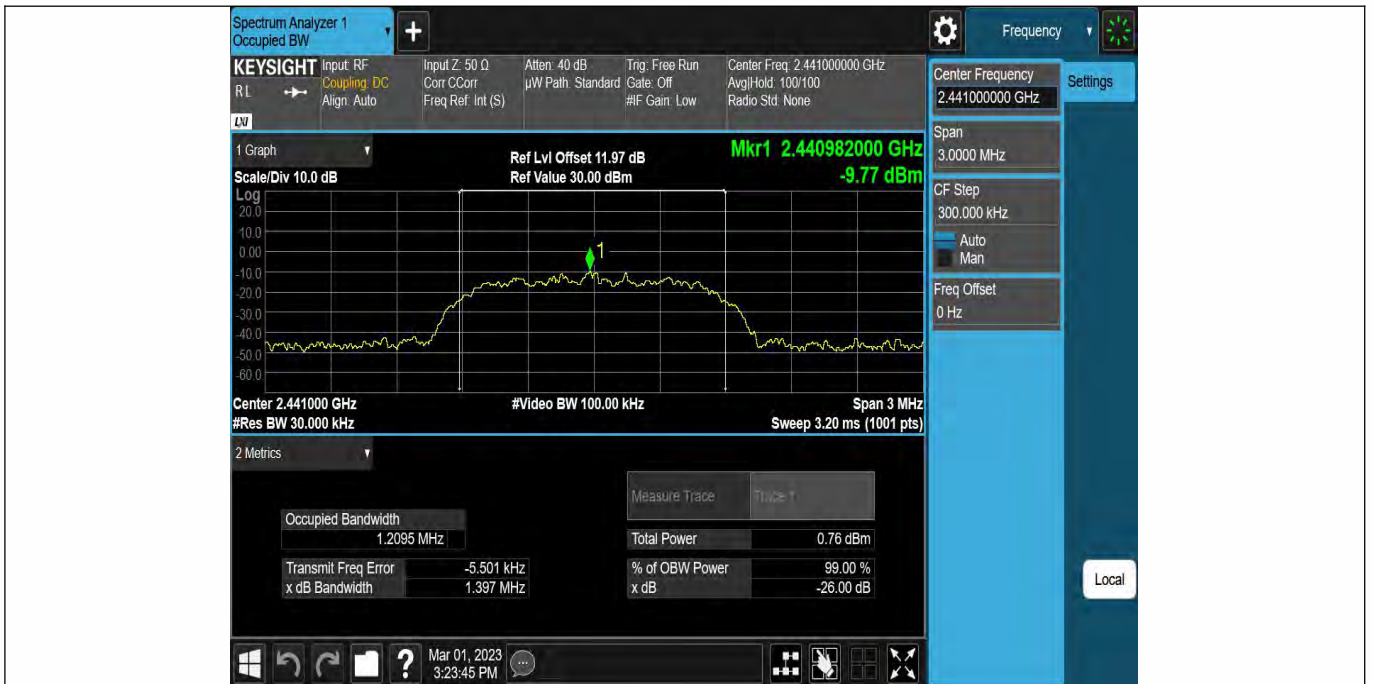 Spectrum Analyzer 1
Occupied BW
+
Frequency
KEYSIGHT
R L
LXI
Input: RF
Coupling: DC
Align: Auto
Input Z: 50 Ω
Corr CCorr
Freq Ref: Int (S)
Atten: 40 dB
µW Path: Standard
Trig: Free Run
Gate: Off
#IF Gain: Low
Center Freq: 2.441000000 GHz
Avg|Hold: 100/100
Radio Std: None
Center Frequency
2.441000000 GHz
Settings
Span
3.0000 MHz
CF Step
300.000 kHz
Auto
Man
Freq Offset
0 Hz
Local
1 Graph
Scale/Div 10.0 dB
Ref Lvl Offset 11.97 dB
Ref Value 30.00 dBm
Mkr1 2.440982000 GHz
-9.77 dBm
Log
20.0
10.0
0.00
-10.0
-20.0
-30.0
-40.0
-50.0
-60.0
1
Center 2.441000 GHz
#Video BW 100.00 kHz
Span 3 MHz
#Res BW 30.000 kHz
Sweep 3.20 ms (1001 pts)
2 Metrics
Measure Trace
Trace 1
Occupied Bandwidth
1.2095 MHz
Total Power
0.76 dBm
Transmit Freq Error
-5.501 kHz
% of OBW Power
99.00 %
x dB Bandwidth
1.397 MHz
x dB
-26.00 dB
?
Mar 01, 2023
3:23:45 PM